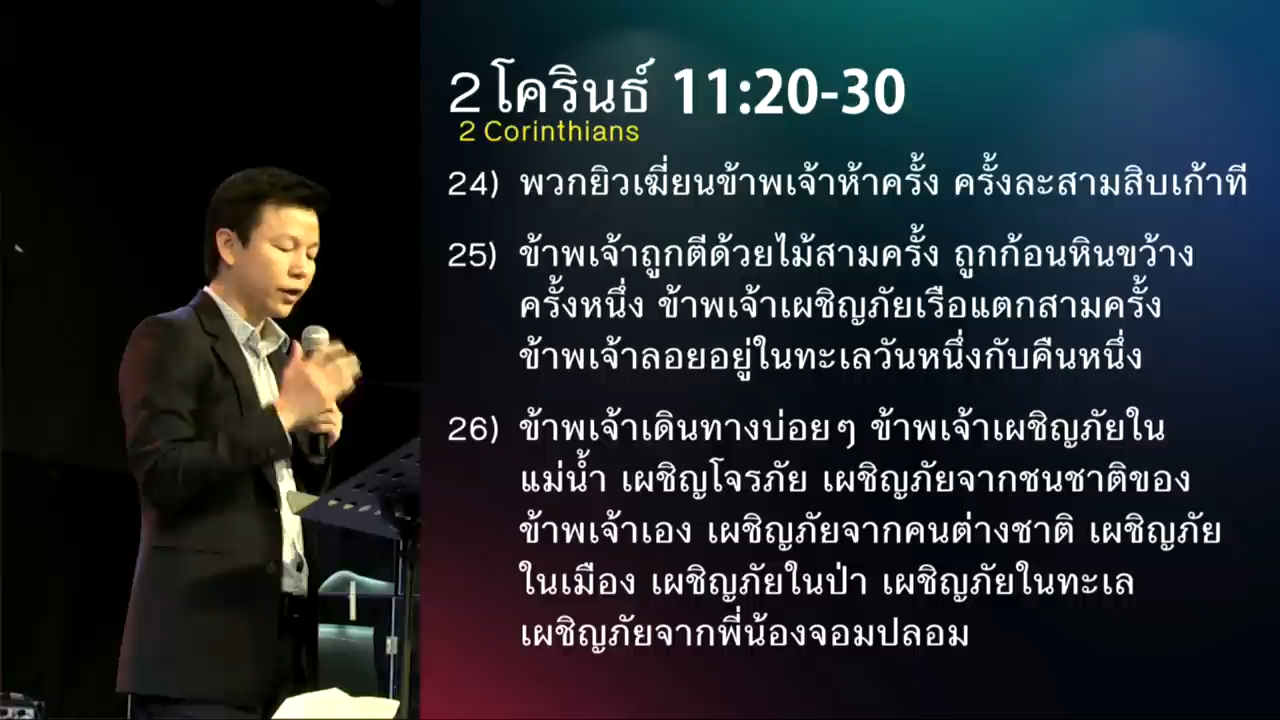 2 โครินธ์ 11:20-30
2 Corinthians
24) พวกยิวเฆี่ยนข้าพเจ้าห้าครั้ง ครั้งละสามสิบเก้าที
25) ข้าพเจ้าถูกตีด้วยไม้สามครั้ง ถูกก้อนหินขว้าง
ครั้งหนึ่ง ข้าพเจ้าเผชิญภัยเรือแตกสามครั้ง
ข้าพเจ้าลอยอยู่ในทะเลวันหนึ่งกับคืนหนึ่ง
26) ข้าพเจ้าเดินทางบ่อยๆ ข้าพเจ้าเผชิญภัยใน
แม่น้ำ เผชิญโจรภัย เผชิญภัยจากชนชาติของ
ข้าพเจ้าเอง เผชิญภัยจากคนต่างชาติ เผชิญภัย
ในเมือง เผชิญภัยในป่า เผชิญภัยในทะเล
เผชิญภัยจากพี่น้องจอมปลอม